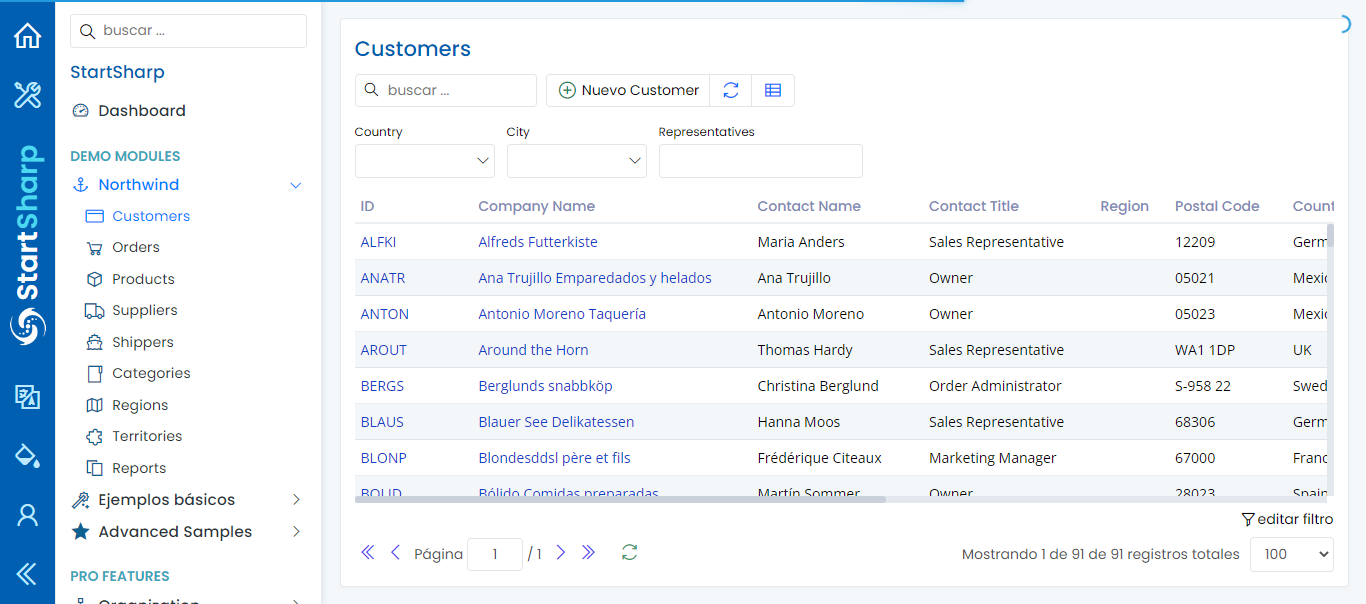 StartSharp
buscar ...
StartSharp
Dashboard
DEMO MODULES
Northwind
Customers
Orders
Products
Suppliers
Shippers
Categories
Regions
Territories
Reports
Ejemplos básicos
Advanced Samples
PRO FEATURES
Organization
Customers
buscar ...
Nuevo Customer
Country City Representatives
ID Company Name Contact Name Contact Title Region Postal Code Count
ALFKI Alfreds Futterkiste Maria Anders Sales Representative 12209 Germ
ANATR Ana Trujillo Emparedados y helados Ana Trujillo Owner 05021 Mexic
ANTON Antonio Moreno Taquería Antonio Moreno Owner 05023 Mexic
AROUT Around the Horn Thomas Hardy Sales Representative WA1 1DP UK
BERGS Berglunds snabbköp Christina Berglund Order Administrator S-958 22 Swed
BLAUS Blauer See Delikatessen Hanna Moos Sales Representative 68306 Germ
BLONP Blondesddsl père et fils Frédérique Citeaux Marketing Manager 67000 Franc
BOLID Bólido Comidas preparadas Martín Sommer Owner 28023 Spain
editar filtro
Página 1 / 1
Mostrando 1 de 91 de 91 registros totales 100